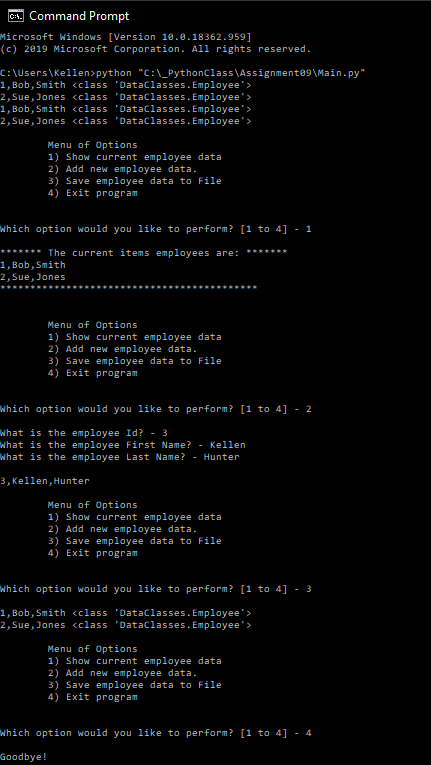 Command Prompt
Microsoft Windows [Version 10.0.18362.959]
(c) 2019 Microsoft Corporation. All rights reserved.
C:\Users\Kellen>python "C:\_PythonClass\Assignment09\Main.py"
1,Bob,Smith <class 'DataClasses.Employee'>
2,Sue,Jones <class 'DataClasses.Employee'>
1,Bob,Smith <class 'DataClasses.Employee'>
2,Sue,Jones <class 'DataClasses.Employee'>
Menu of Options
1) Show current employee data
2) Add new employee data.
3) Save employee data to File
4) Exit program
Which option would you like to perform? [1 to 4] - 1
******* The current items employees are: *******
1,Bob,Smith
2,Sue,Jones
*******************************************
Menu of Options
1) Show current employee data
2) Add new employee data.
3) Save employee data to File
4) Exit program
Which option would you like to perform? [1 to 4] - 2
What is the employee Id? - 3
What is the employee First Name? - Kellen
What is the employee Last Name? - Hunter
3,Kellen,Hunter
Menu of Options
1) Show current employee data
2) Add new employee data.
3) Save employee data to File
4) Exit program
Which option would you like to perform? [1 to 4] - 3
1,Bob,Smith <class 'DataClasses.Employee'>
2,Sue,Jones <class 'DataClasses.Employee'>
Menu of Options
1) Show current employee data
2) Add new employee data.
3) Save employee data to File
4) Exit program
Which option would you like to perform? [1 to 4] - 4
Goodbye!